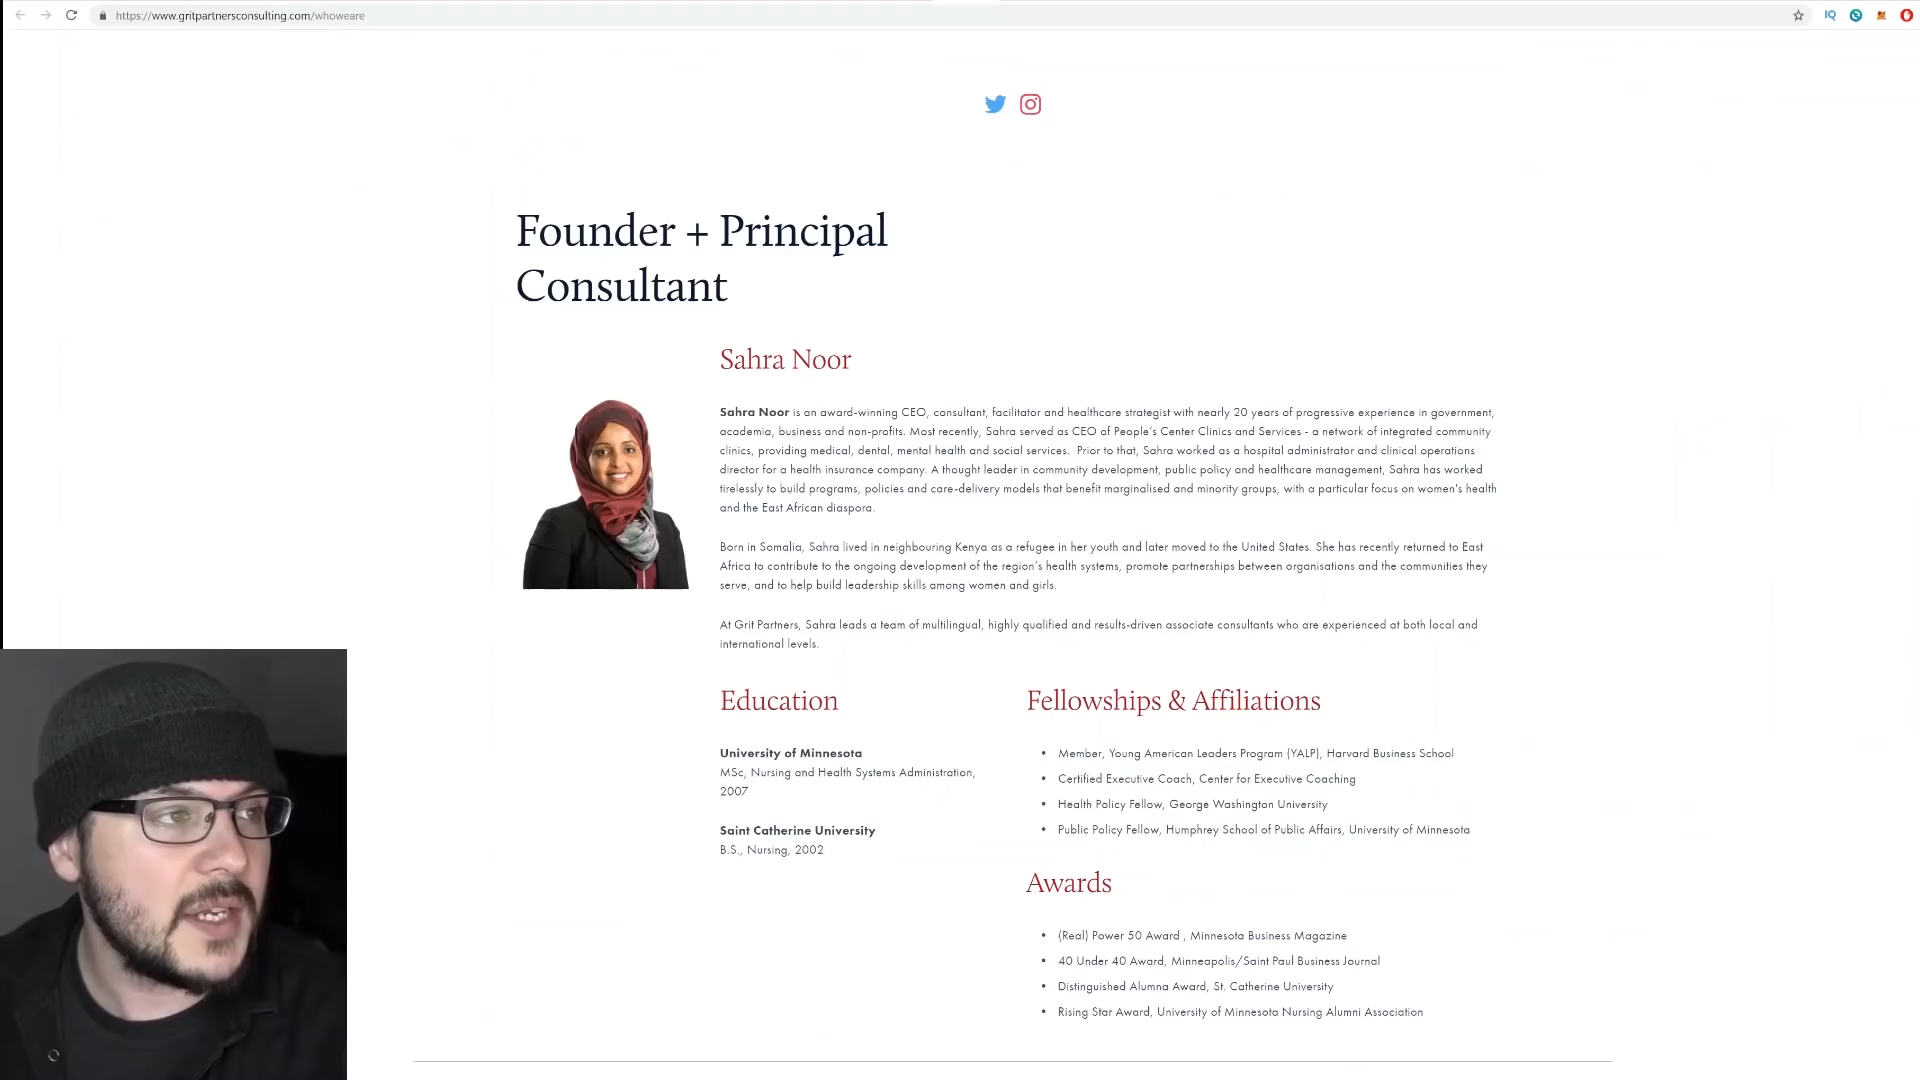 https://www.gritpartnersconsulting.com/whoweare
IQ
Founder + Principal
Consultant
Sahra Noor
Sahra Noor is an award-winning CEO, consultant, facilitator and healthcare strategist with nearly 20 years of progressive experience in government,
academia, business and non-profits. Most recently, Sahra served as CEO of People’s Center Clinics and Services - a network of integrated community
clinics, providing medical, dental, mental health and social services.  Prior to that, Sahra worked as a hospital administrator and clinical operations
director for a health insurance company. A thought leader in community development, public policy and healthcare management, Sahra has worked
tirelessly to build programs, policies and care-delivery models that benefit marginalised and minority groups, with a particular focus on women's health
and the East African diaspora.
Born in Somalia, Sahra lived in neighbouring Kenya as a refugee in her youth and later moved to the United States. She has recently returned to East
Africa to contribute to the ongoing development of the region’s health systems, promote partnerships between organisations and the communities they
serve, and to help build leadership skills among women and girls.
At Grit Partners, Sahra leads a team of multilingual, highly qualified and results-driven associate consultants who are experienced at both local and
international levels.
Education
University of Minnesota
MSc, Nursing and Health Systems Administration,
2007
Saint Catherine University
B.S., Nursing, 2002
Fellowships & Affiliations
• Member, Young American Leaders Program (YALP), Harvard Business School
• Certified Executive Coach, Center for Executive Coaching
• Health Policy Fellow, George Washington University
• Public Policy Fellow, Humphrey School of Public Affairs, University of Minnesota
Awards
• (Real) Power 50 Award , Minnesota Business Magazine
• 40 Under 40 Award, Minneapolis/Saint Paul Business Journal
• Distinguished Alumna Award, St. Catherine University
• Rising Star Award, University of Minnesota Nursing Alumni Association